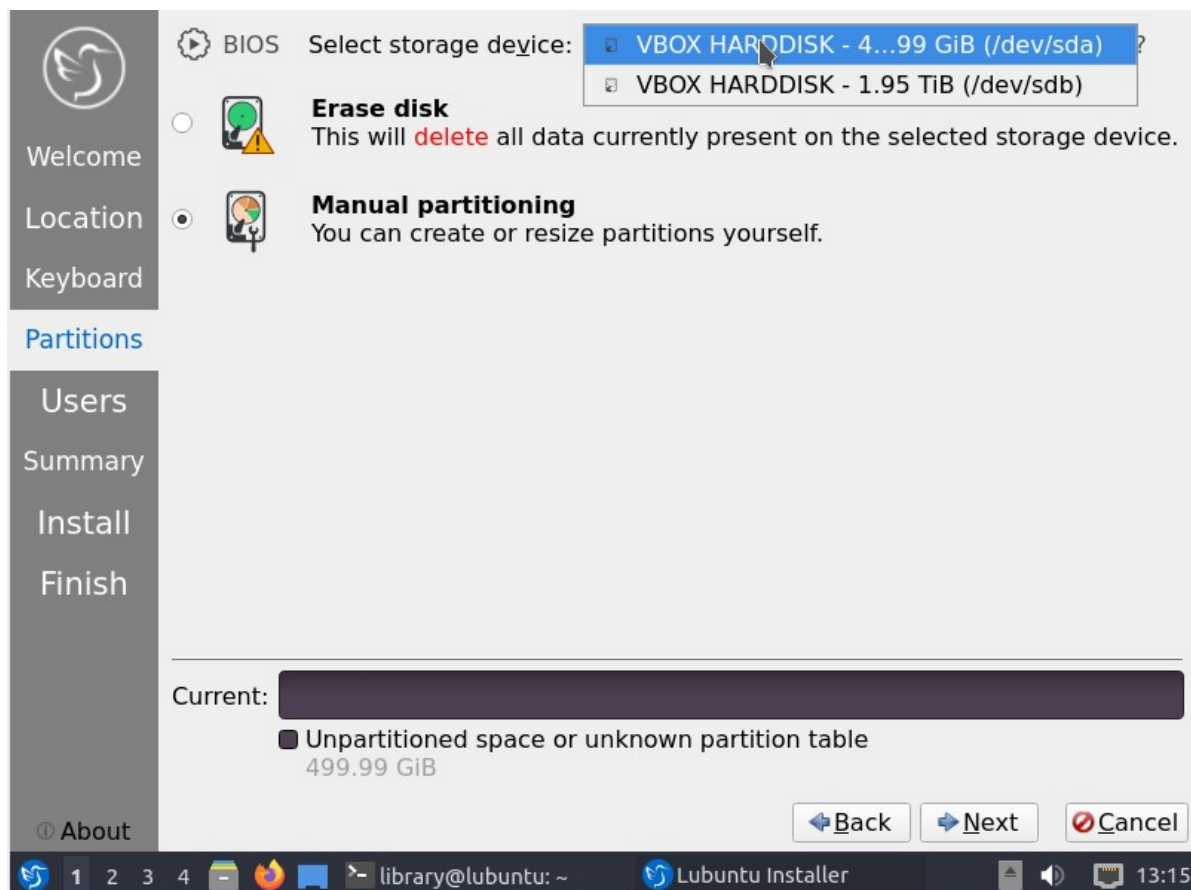 BIOS Select storage device: VBOX HARDDISK - 4...99 GiB (/dev/sda) ?
VBOX HARDDISK - 1.95 TiB (/dev/sdb)
Erase disk
This will delete all data currently present on the selected storage device.
Manual partitioning
You can create or resize partitions yourself.
Welcome
Location
Keyboard
Partitions
Users
Summary
Install
Finish
About
Current:
Unpartitioned space or unknown partition table
499.99 GiB
Back Next Cancel
1 2 3 4 library@lubuntu: ~ Lubuntu Installer 13:15